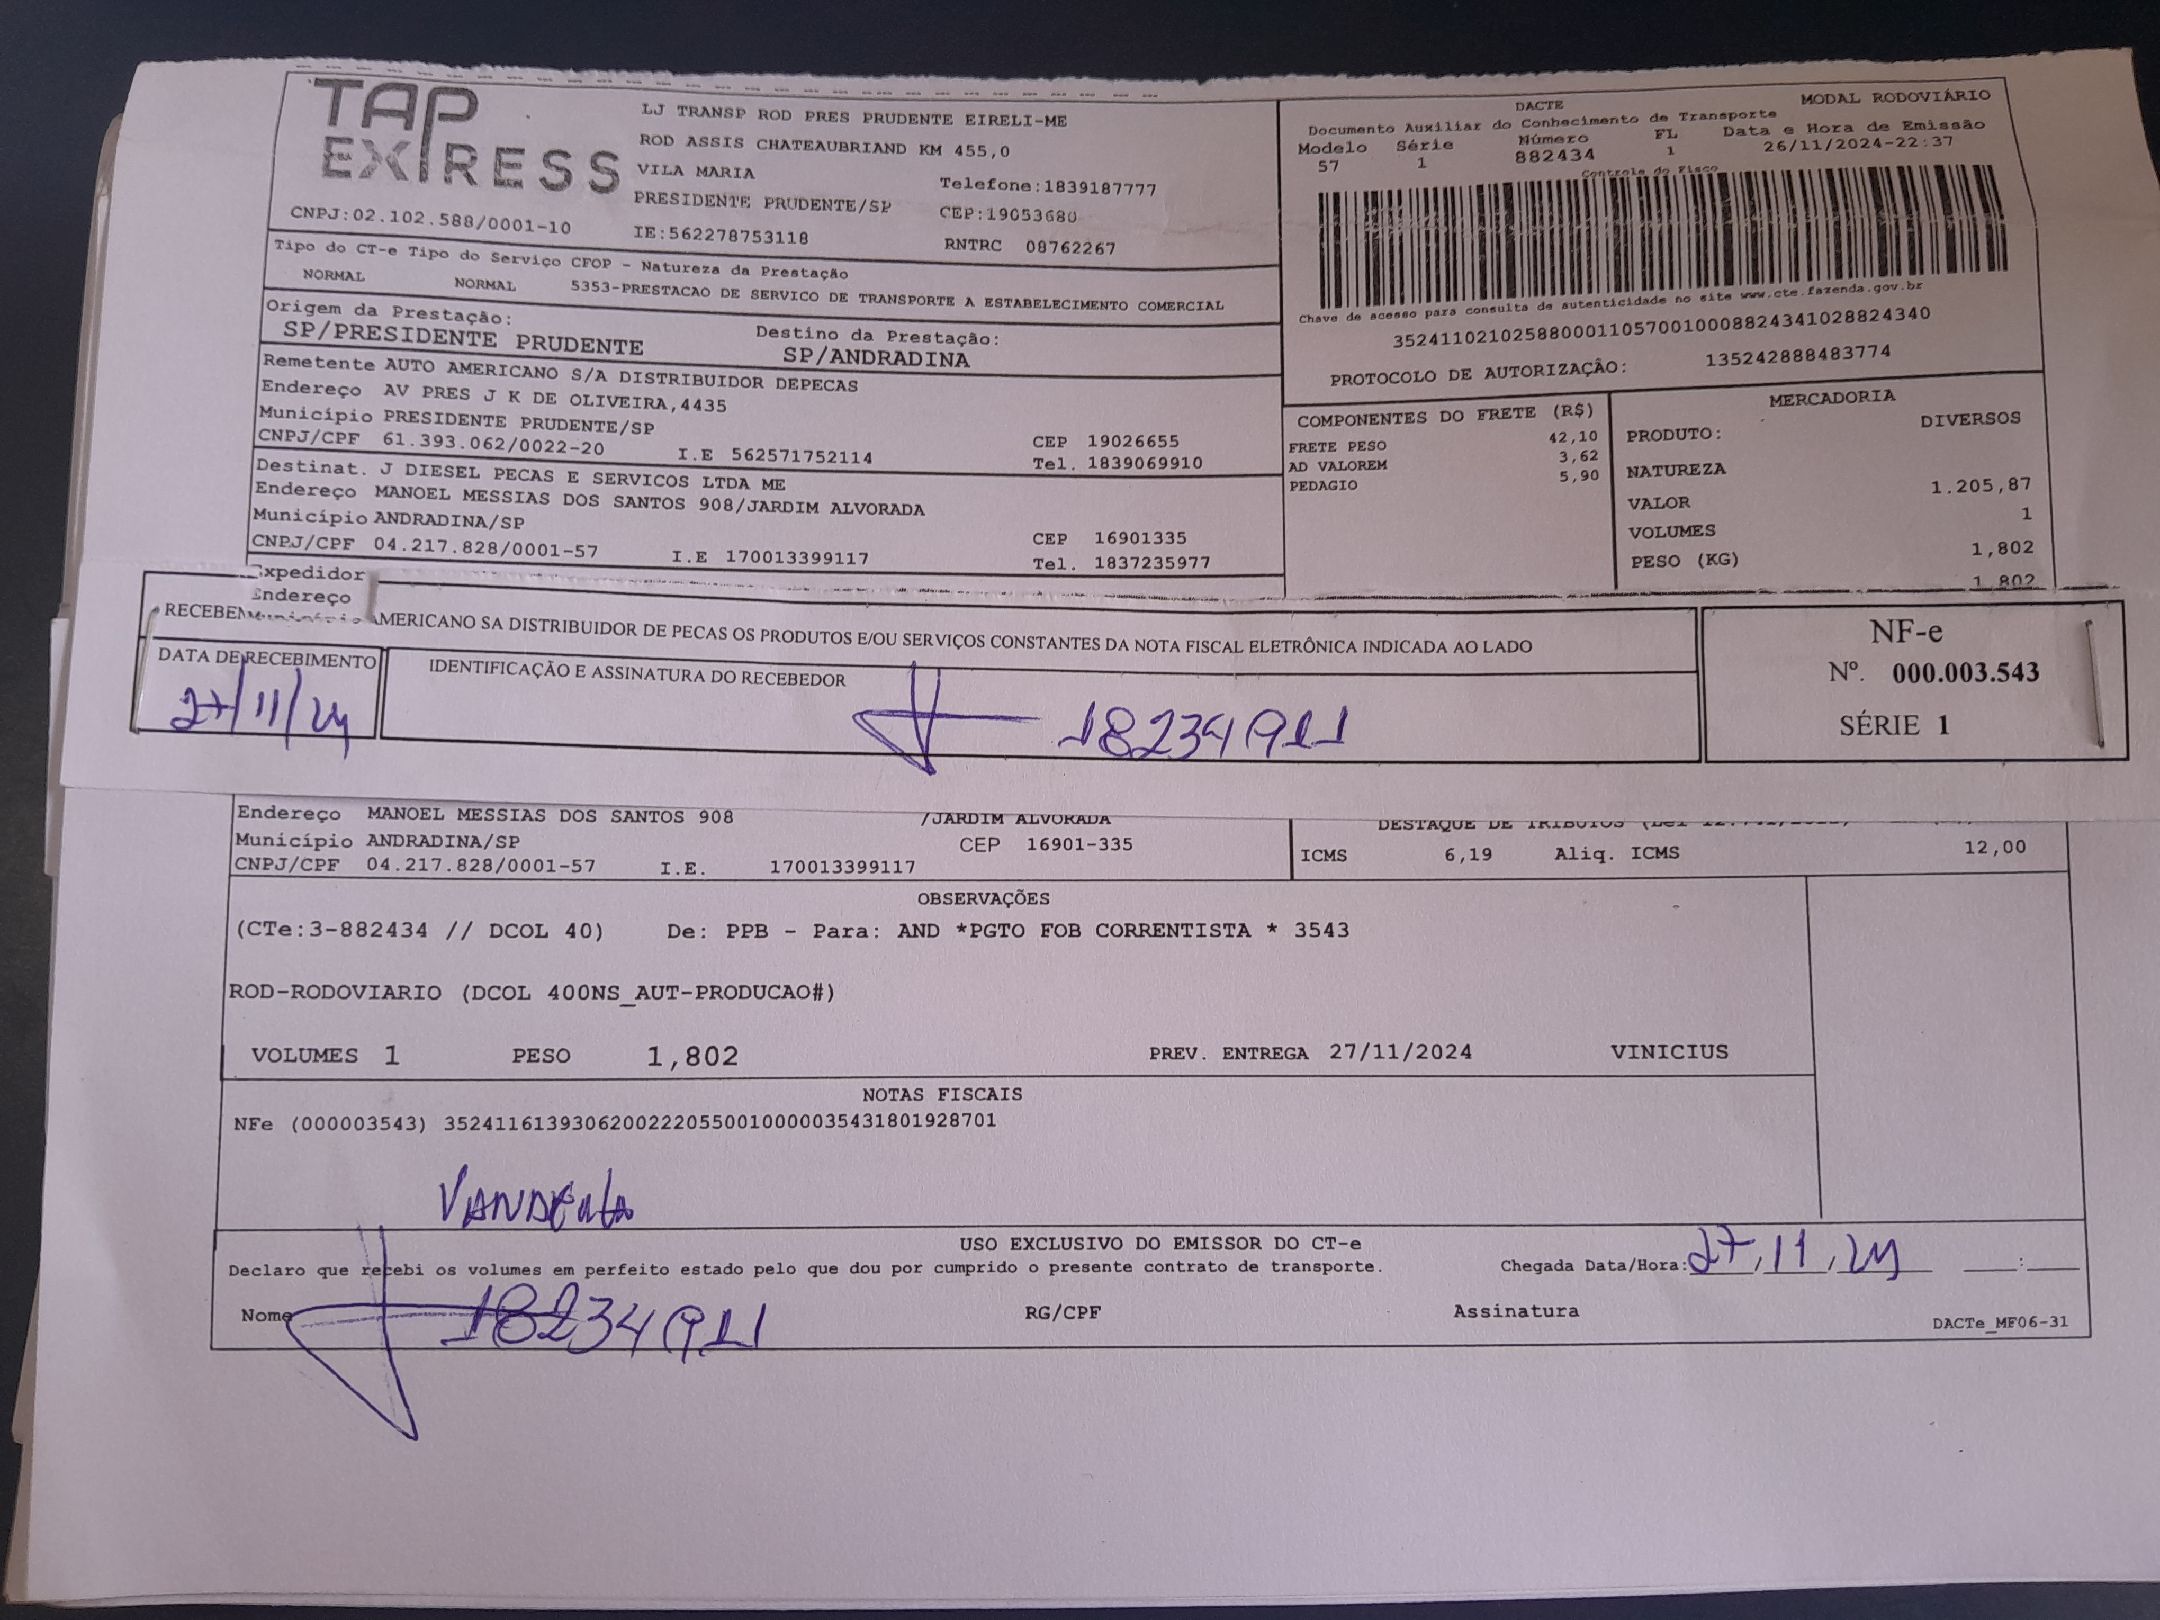 TAP EXPRESS
LJ TRANSP ROD PRES PRUDENTE EIRELI-ME
ROD ASSIS CHATEAUBRIAND KM 455,0
VILA MARIA
Telefone:1839187777
PRESIDENTE PRUDENTE/SP CEP:19053680
CNPJ:02.102.588/0001-10 IE:562278753118 RNTRC 08762267
DACTE MODAL RODOVIÁRIO
Documento Auxiliar do Conhecimento de Transporte
Modelo Série Número FL Data e Hora de Emissão
57 1 882434 1 26/11/2024-22:37
Controle do Fisco
Chave de acesso para consulta de autenticidade no site www.cte.fazenda.gov.br
35241102102588000110570010008824341028824340
PROTOCOLO DE AUTORIZAÇÃO: 135242888483774
Tipo do CT-e Tipo do Serviço CFOP - Natureza da Prestação
NORMAL NORMAL 5353-PRESTACAO DE SERVICO DE TRANSPORTE A ESTABELECIMENTO COMERCIAL
Origem da Prestação: Destino da Prestação:
SP/PRESIDENTE PRUDENTE SP/ANDRADINA
Remetente AUTO AMERICANO S/A DISTRIBUIDOR DEPECAS
Endereço AV PRES J K DE OLIVEIRA,4435
Município PRESIDENTE PRUDENTE/SP CEP 19026655
CNPJ/CPF 61.393.062/0022-20 I.E 562571752114 Tel. 1839069910
Destinat. J DIESEL PECAS E SERVICOS LTDA ME
Endereço MANOEL MESSIAS DOS SANTOS 908/JARDIM ALVORADA
Município ANDRADINA/SP CEP 16901335
CNPJ/CPF 04.217.828/0001-57 I.E 170013399117 Tel. 1837235977
COMPONENTES DO FRETE (R$)
FRETE PESO 42,10
AD VALOREM 3,62
PEDAGIO 5,90
MERCADORIA
PRODUTO: DIVERSOS
NATUREZA
VALOR 1.205,87
VOLUMES 1
PESO (KG) 1,802
1,802
Expedidor
Endereço
Município
RECEBEM AMERICANO SA DISTRIBUIDOR DE PECAS OS PRODUTOS E/OU SERVIÇOS CONSTANTES DA NOTA FISCAL ELETRÔNICA INDICADA AO LADO
DATA DE RECEBIMENTO IDENTIFICAÇÃO E ASSINATURA DO RECEBEDOR
27/11/24 18234911
NF-e
Nº. 000.003.543
SÉRIE 1
Endereço MANOEL MESSIAS DOS SANTOS 908 /JARDIM ALVORADA
Município ANDRADINA/SP CEP 16901-335
CNPJ/CPF 04.217.828/0001-57 I.E. 170013399117
DESTAQUE DE TRIBUTOS
ICMS 6,19 Aliq. ICMS 12,00
OBSERVAÇÕES
(CTe:3-882434 // DCOL 40) De: PPB - Para: AND *PGTO FOB CORRENTISTA * 3543
ROD-RODOVIARIO (DCOL 400NS_AUT-PRODUCAO#)
VOLUMES 1 PESO 1,802 PREV. ENTREGA 27/11/2024 VINICIUS
NOTAS FISCAIS
NFe (000003543) 35241161393062002220550010000035431801928701
USO EXCLUSIVO DO EMISSOR DO CT-e
Declaro que recebi os volumes em perfeito estado pelo que dou por cumprido o presente contrato de transporte. Chegada Data/Hora: 27,11,24 :
Nome 18234911 RG/CPF Assinatura
DACTe_MF06-31